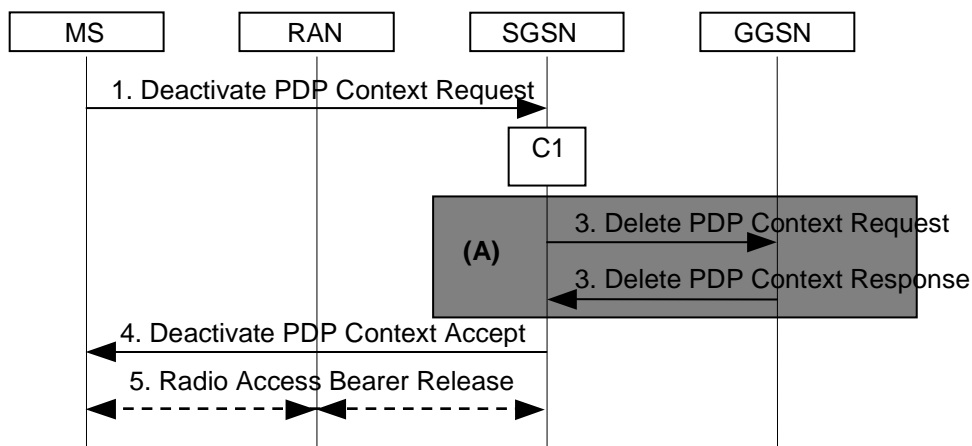 MS
RAN
SGSN
GGSN
1. Deactivate PDP Context Request
C1
3. Delete PDP Context Request
(A)
3. Delete PDP Context Response
4. Deactivate PDP Context Accept
5. Radio Access Bearer Release